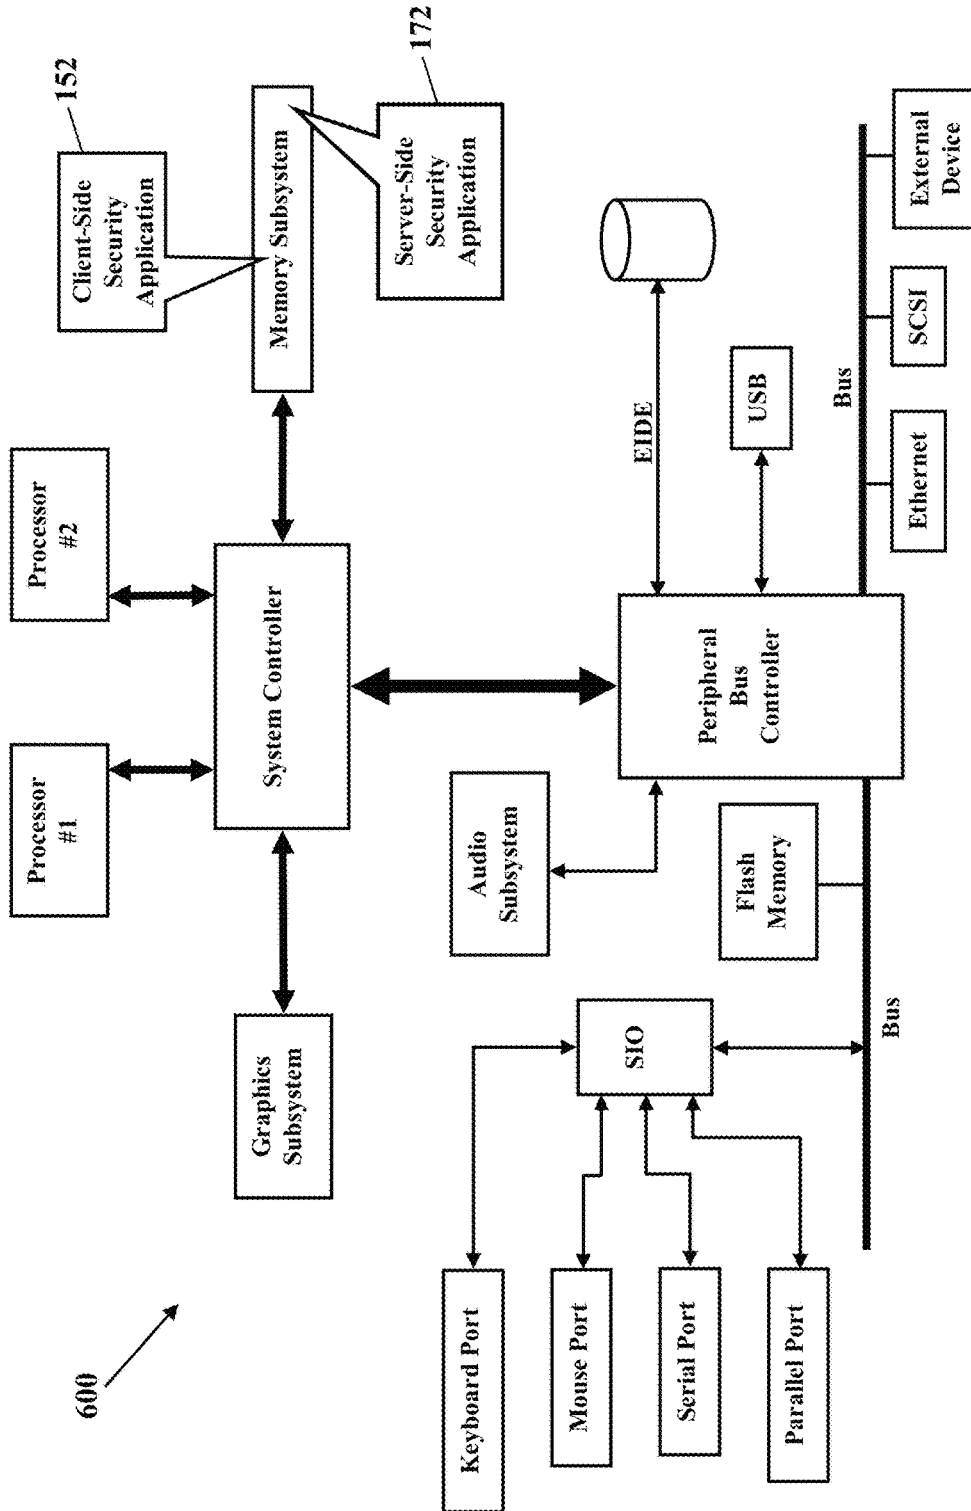 600
Processor
#1
Processor
#2
Client-Side
Security
Application
152
Graphics
Subsystem
System Controller
Memory Subsystem
Server-Side
Security
Application
172
Keyboard Port
Mouse Port
Serial Port
Parallel Port
SIO
Audio
Subsystem
Flash
Memory
Peripheral
Bus
Controller
EIDE
USB
Bus
Bus
Ethernet
SCSI
External
Device